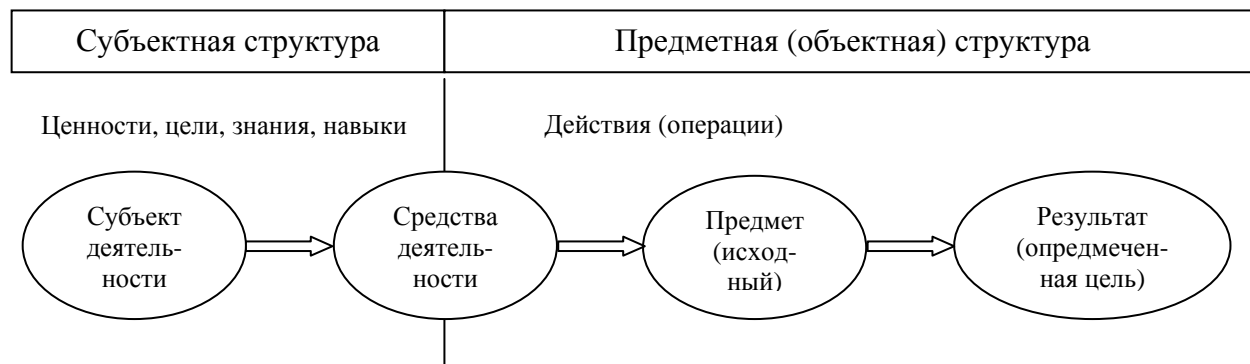 Субъектная структура
Предметная (объектная) структура
Ценности, цели, знания, навыки
Действия (операции)
Субъект
деятель-
ности
Средства
деятель-
ности
Предмет
(исход-
ный)
Результат
(опредмечен-
ная цель)